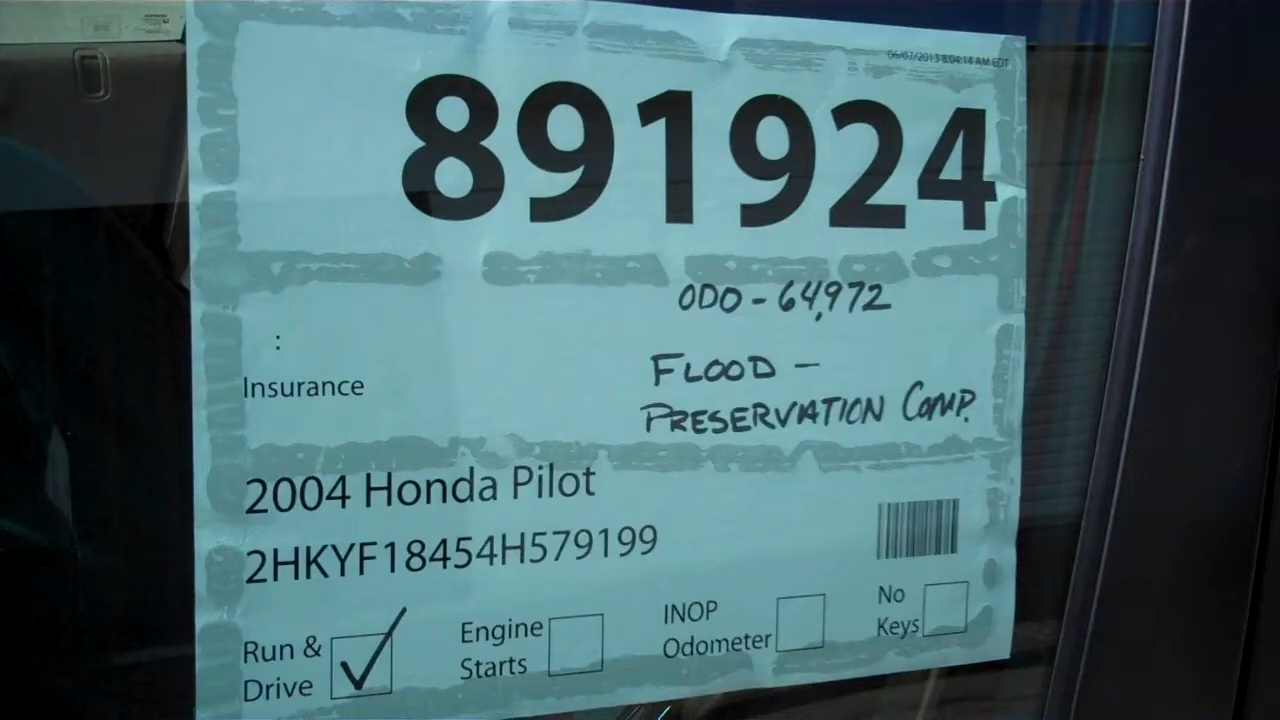 06/07/2013 8:04:14 AM EDT
891924
ODO - 64,972
:
Insurance
FLOOD -
PRESERVATION COMP.
2004 Honda Pilot
2HKYF18454H579199
Run &
Drive
Engine
Starts
INOP
Odometer
No
Keys